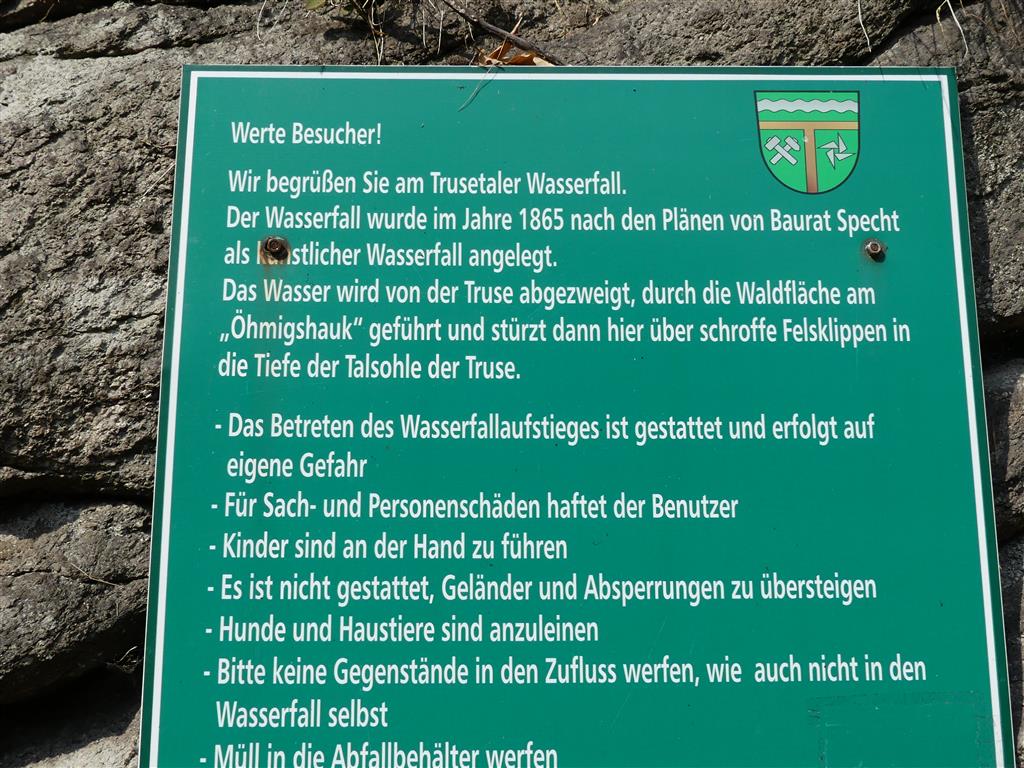 Werte Besucher!
Wir begrüßen Sie am Trusetaler Wasserfall.
Der Wasserfall wurde im Jahre 1865 nach den Plänen von Baurat Specht
als künstlicher Wasserfall angelegt.
Das Wasser wird von der Truse abgezweigt, durch die Waldfläche am
„Öhmigshauk“ geführt und stürzt dann hier über schroffe Felsklippen in
die Tiefe der Talsohle der Truse.
- Das Betreten des Wasserfallaufstieges ist gestattet und erfolgt auf
eigene Gefahr
- Für Sach- und Personenschäden haftet der Benutzer
- Kinder sind an der Hand zu führen
- Es ist nicht gestattet, Geländer und Absperrungen zu übersteigen
- Hunde und Haustiere sind anzuleinen
- Bitte keine Gegenstände in den Zufluss werfen, wie auch nicht in den
Wasserfall selbst
- Müll in die Abfallbehälter werfen